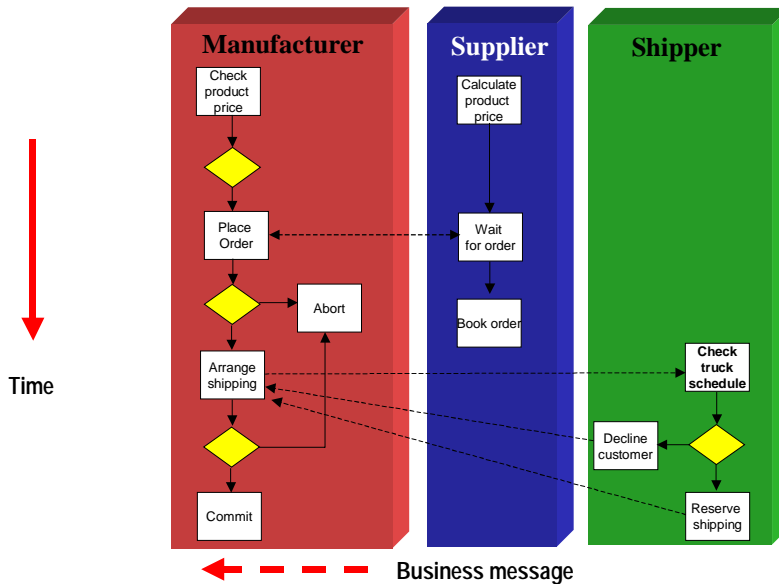 Manufacturer
Supplier
Shipper
Check
product
price
Calculate
product
price
Place
Order
Wait
for order
Abort
Book order
Time
Arrange
shipping
Check
truck
schedule
Decline
customer
Commit
Reserve
shipping
Business message